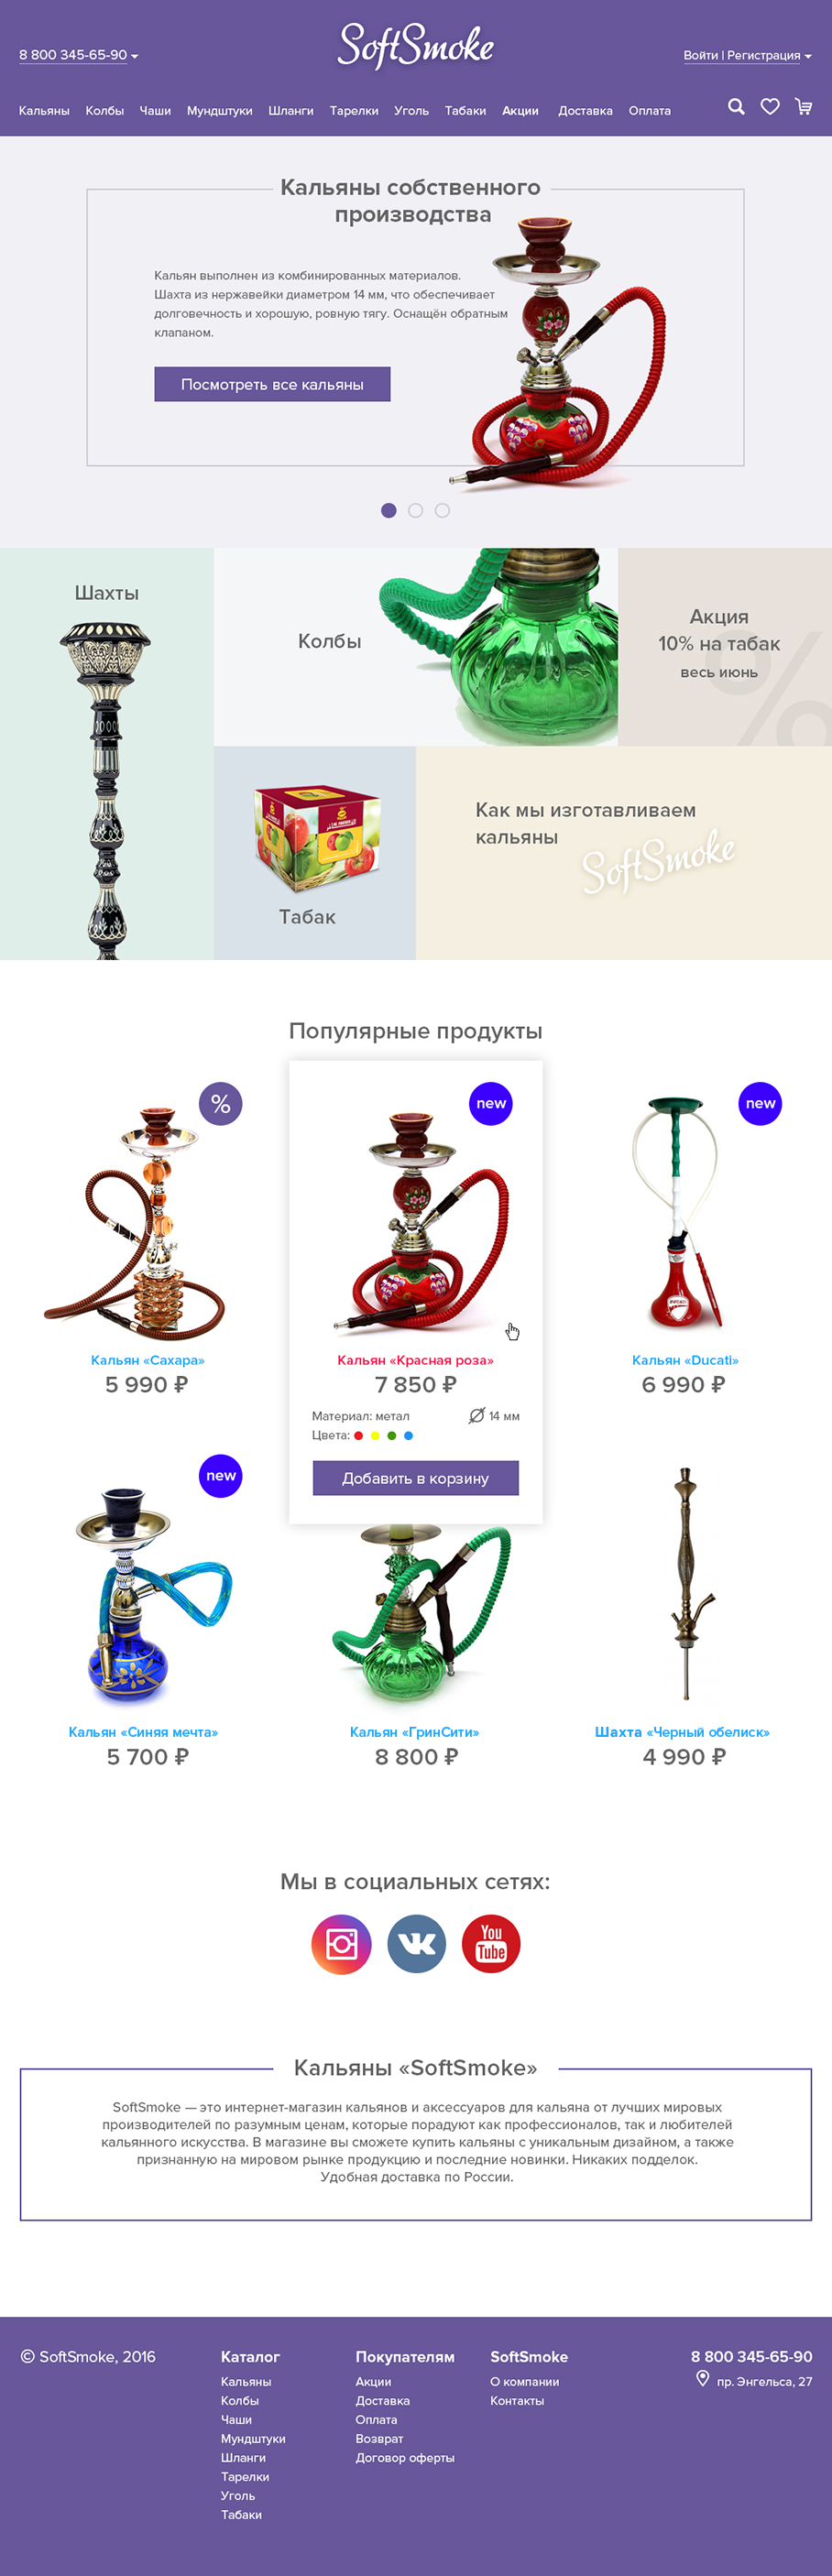 8 800 345-65-90
SoftSmoke
Войти | Регистрация
Кальяны Колбы Чаши Мундштуки Шланги Тарелки Уголь Табаки Акции Доставка Оплата
Кальяны собственного
производства
Кальян выполнен из комбинированных материалов.
Шахта из нержавейки диаметром 14 мм, что обеспечивает
долговечность и хорошую, ровную тягу. Оснащён обратным
клапаном.
Посмотреть все кальяны
Шахты
Колбы
Акция
10% на табак
весь июнь
%
Табак
Как мы изготавливаем
кальяны
SoftSmoke
Популярные продукты
%
new
new
Кальян «Сахара»
5 990 ₽
Кальян «Красная роза»
7 850 ₽
Материал: метал
14 мм
Цвета:
Добавить в корзину
DUCATI
Кальян «Ducati»
6 990 ₽
new
Кальян «Синяя мечта»
5 700 ₽
Кальян «ГринСити»
8 800 ₽
Шахта «Черный обелиск»
4 990 ₽
Мы в социальных сетях:
You
Tube
Кальяны «SoftSmoke»
SoftSmoke — это интернет-магазин кальянов и аксессуаров для кальяна от лучших мировых
производителей по разумным ценам, которые порадуют как профессионалов, так и любителей
кальянного искусства. В магазине вы сможете купить кальяны с уникальным дизайном, а также
признанную на мировом рынке продукцию и последние новинки. Никаких подделок.
Удобная доставка по России.
© SoftSmoke, 2016
Каталог
Кальяны
Колбы
Чаши
Мундштуки
Шланги
Тарелки
Уголь
Табаки
Покупателям
Акции
Доставка
Оплата
Возврат
Договор оферты
SoftSmoke
О компании
Контакты
8 800 345-65-90
пр. Энгельса, 27